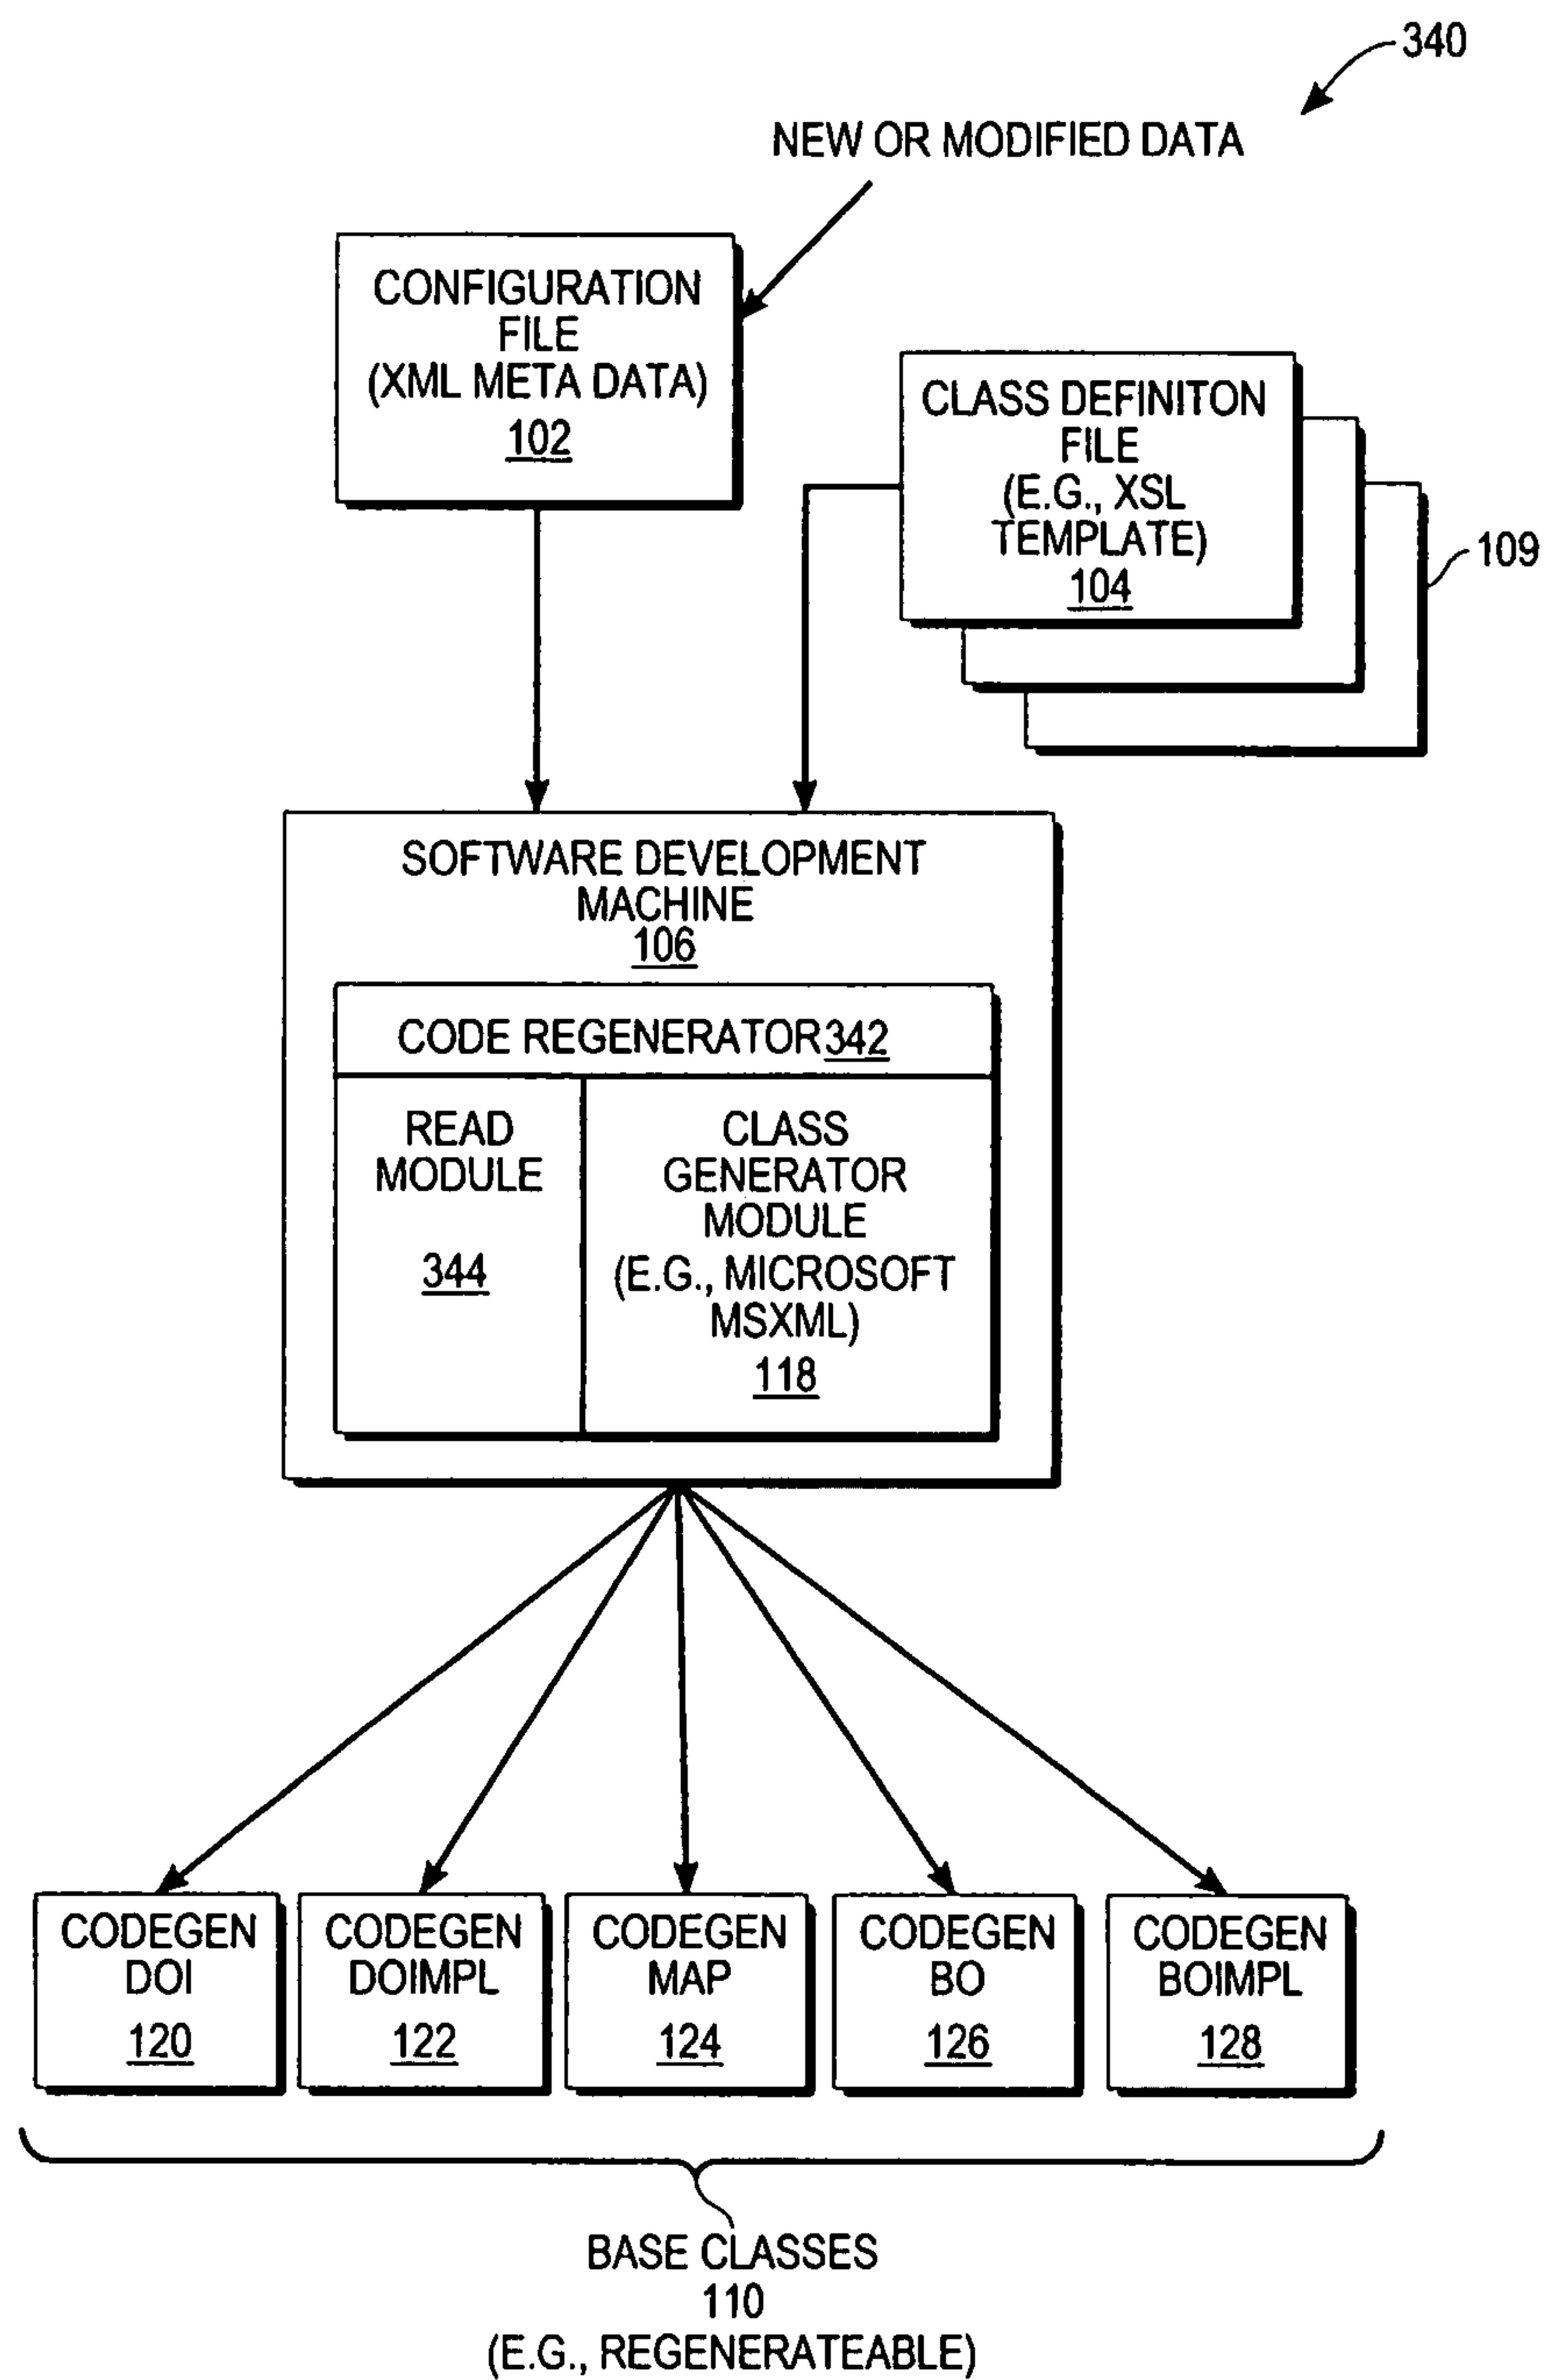 340
NEW OR MODIFIED DATA
CONFIGURATION
FILE
(XML META DATA)
102
CLASS DEFINITON
FILE
(E.G., XSL
TEMPLATE)
104
109
SOFTWARE DEVELOPMENT
MACHINE
106
CODE REGENERATOR 342
READ
MODULE
344
CLASS
GENERATOR
MODULE
(E.G., MICROSOFT
MSXML)
118
CODEGEN
DOI
120
CODEGEN
DOIMPL
122
CODEGEN
MAP
124
CODEGEN
BO
126
CODEGEN
BOIMPL
128
BASE CLASSES
110
(E.G., REGENERATEABLE)